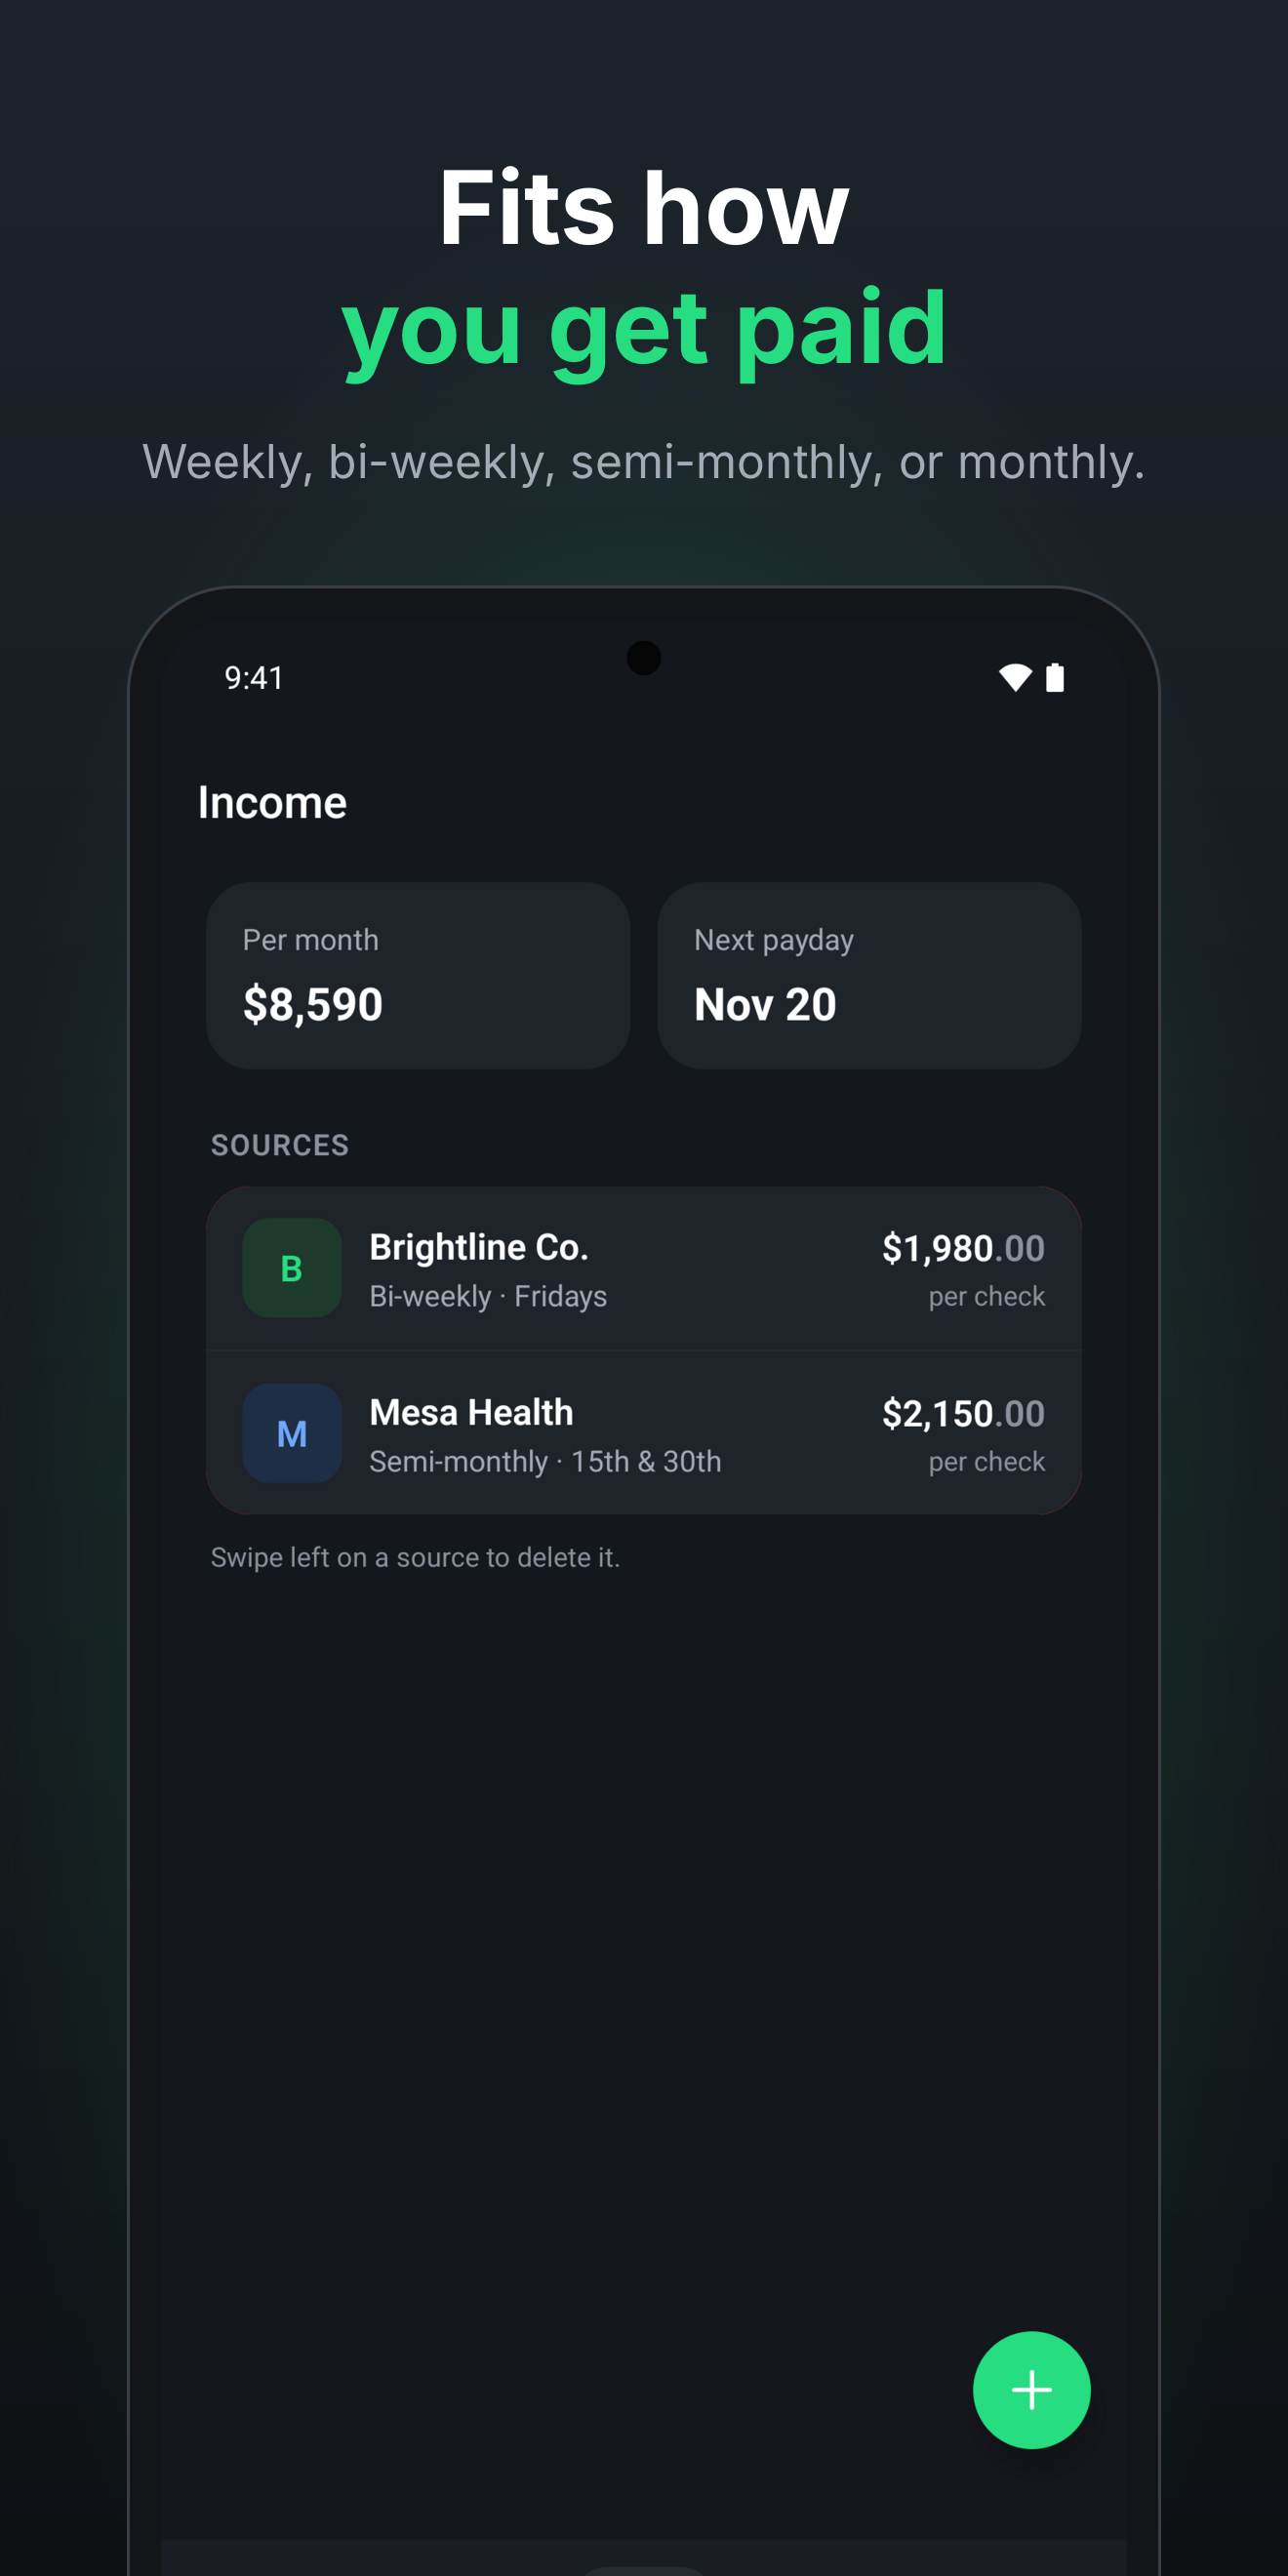 Fits how
you get paid
Weekly, bi-weekly, semi-monthly, or monthly.
9:41
Income
Per month
$8,590
Next payday
Nov 20
SOURCES
B
Brightline Co.
Bi-weekly · Fridays
$1,980.00
per check
M
Mesa Health
Semi-monthly · 15th & 30th
$2,150.00
per check
Swipe left on a source to delete it.